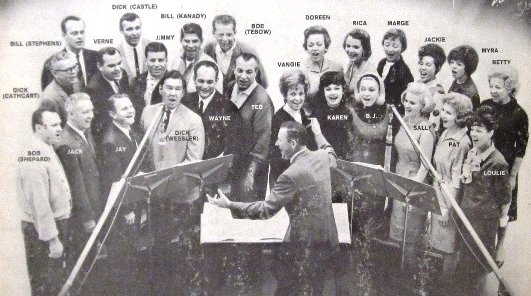 DICK (CASTLE)
BILL (KANADY)
BOB
(TEBOW)
DOREEN
RICA
MARGE
JACKIE
MYRA
BETTY
BILL (STEPHENS)
VERNE
JIMMY
VANGIE
DICK
(CATHCART)
WAYNE
TED
KAREN
B.J.
SALLY
PAT
LOULIE
BOB
(SHEPARD)
JACK
JAY
DICK
(WESSLER)